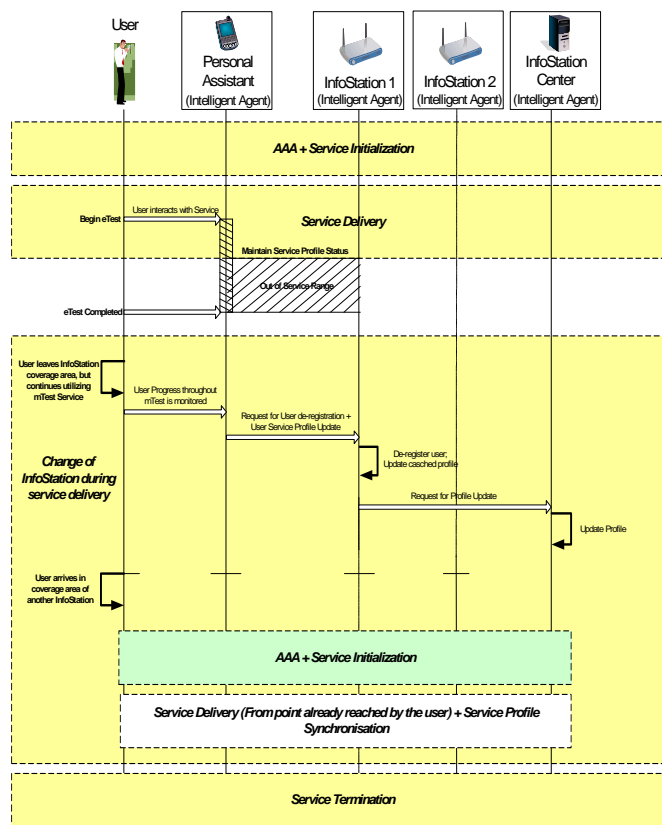 User
Personal
Assistant
(Intelligent Agent)
InfoStation 1
(Intelligent Agent)
InfoStation 2
(Intelligent Agent)
InfoStation
Center
(Intelligent Agent)
AAA + Service Initialization
User interacts with Service
Begin eTest
Service Delivery
Maintain Service Profile Status
Out of Service Range
eTest Completed
User leaves InfoStation
coverage area, but
continues utilizing
mTest Service
User Progress throughout
mTest is monitored
Request for User de-registration +
User Service Profile Update
De-register user;
Update casched profile
Change of
InfoStation during
service delivery
Request for Profile Update
Update Profile
User arrives in
coverage area of
another InfoStation
AAA + Service Initialization
Service Delivery (From point already reached by the user) + Service Profile
Synchronisation
Service Termination